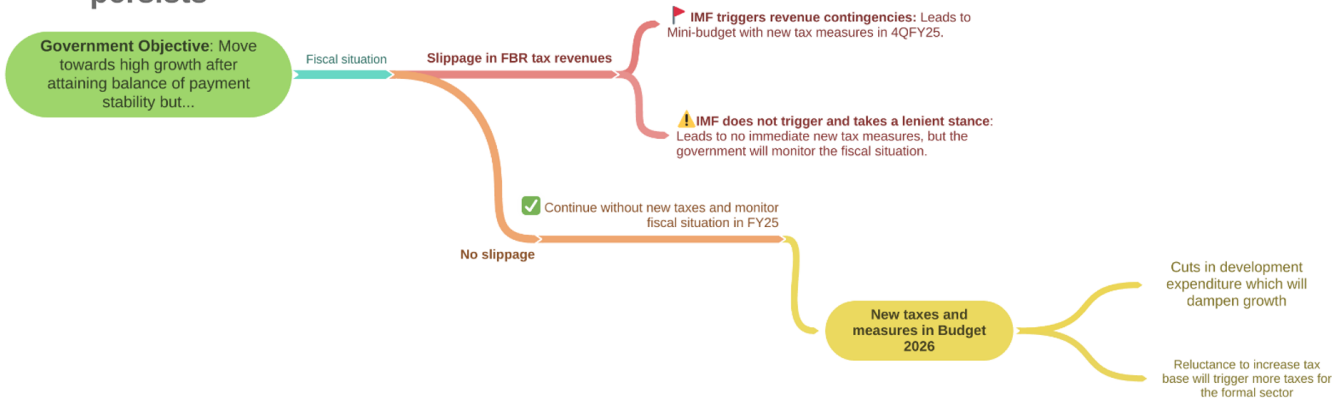 persists
Government Objective: Move
towards high growth after
attaining balance of payment
stability but...
Fiscal situation
Slippage in FBR tax revenues
IMF triggers revenue contingencies: Leads to
Mini-budget with new tax measures in 4QFY25.
IMF does not trigger and takes a lenient stance:
Leads to no immediate new tax measures, but the
government will monitor the fiscal situation.
Continue without new taxes and monitor
fiscal situation in FY25
No slippage
New taxes and
measures in Budget
2026
Cuts in development
expenditure which will
dampen growth
Reluctance to increase tax
base will trigger more taxes for
the formal sector